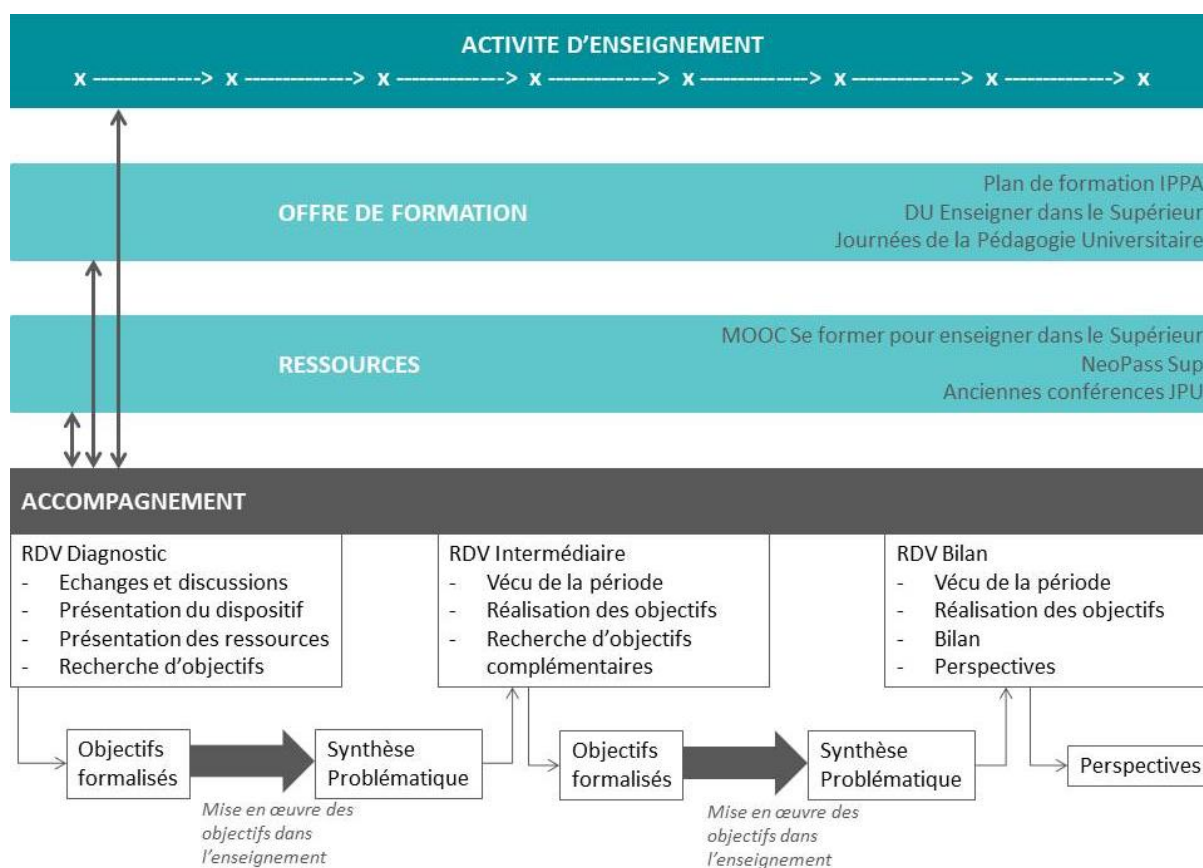 ACTIVITE D'ENSEIGNEMENT
x --------------> x --------------> x --------------> x --------------> x --------------> x --------------> x --------------> x
Plan de formation IPPA
OFFRE DE FORMATION
DU Enseigner dans le Supérieur
Journées de la Pédagogie Universitaire
MOOC Se former pour enseigner dans le Supérieur
RESSOURCES
NeoPass Sup
Anciennes conférences JPU
ACCOMPAGNEMENT
RDV Diagnostic
- Echanges et discussions
- Présentation du dispositif
- Présentation des ressources
- Recherche d'objectifs
RDV Intermédiaire
- Vécu de la période
- Réalisation des objectifs
- Recherche d'objectifs
complémentaires
RDV Bilan
- Vécu de la période
- Réalisation des objectifs
- Bilan
- Perspectives
Objectifs
formalisés
Mise en œuvre des
objectifs dans
l'enseignement
Synthèse
Problématique
Objectifs
formalisés
Mise en œuvre des
objectifs dans
l'enseignement
Synthèse
Problématique
Perspectives